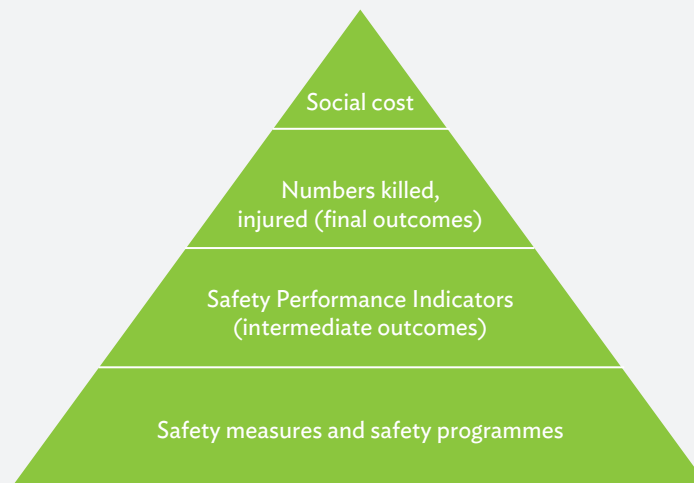 Social cost
Numbers killed,
injured (final outcomes)
Safety Performance Indicators
(intermediate outcomes)
Safety measures and safety programmes